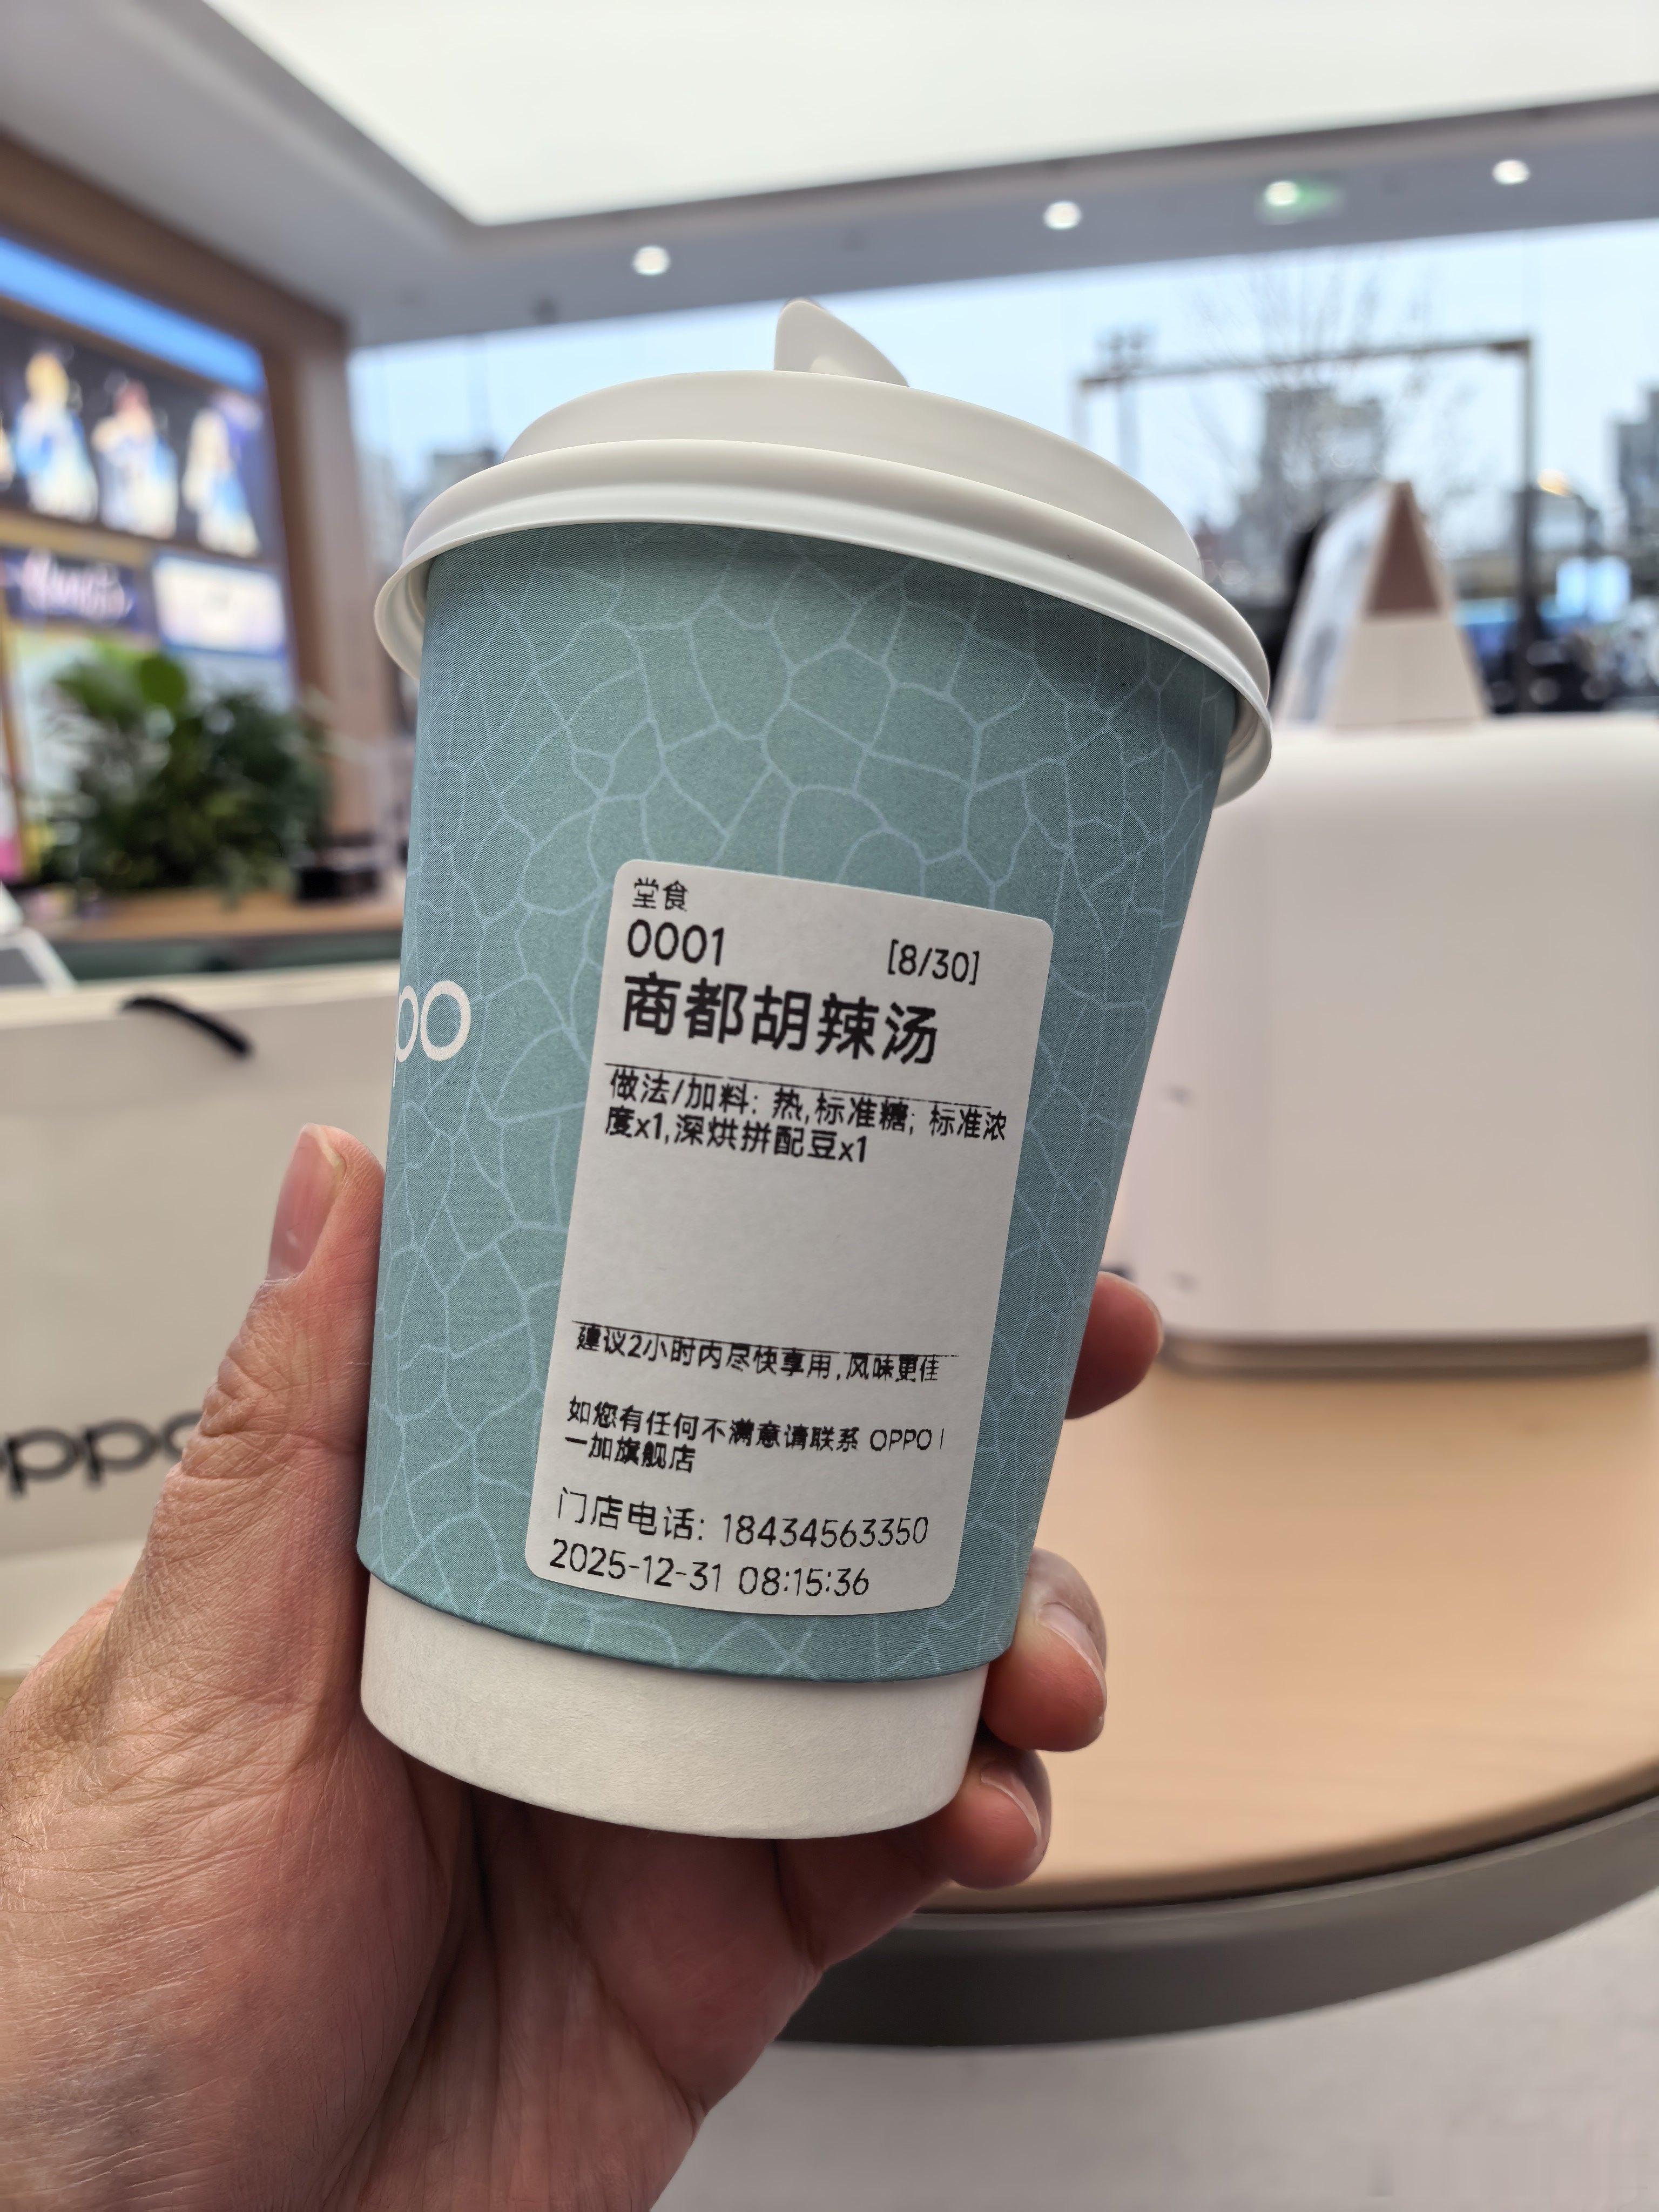 堂食
0001 [8/30]
商都胡辣汤
做法/加料: 热,标准糖; 标准浓
度x1,深烘拼配豆x1
建议2小时内尽快享用,风味更佳
如您有任何不满意请联系 OPPO |
一加旗舰店
门店电话: 18434563350
2025-12-31 08:15:36
po
oppo